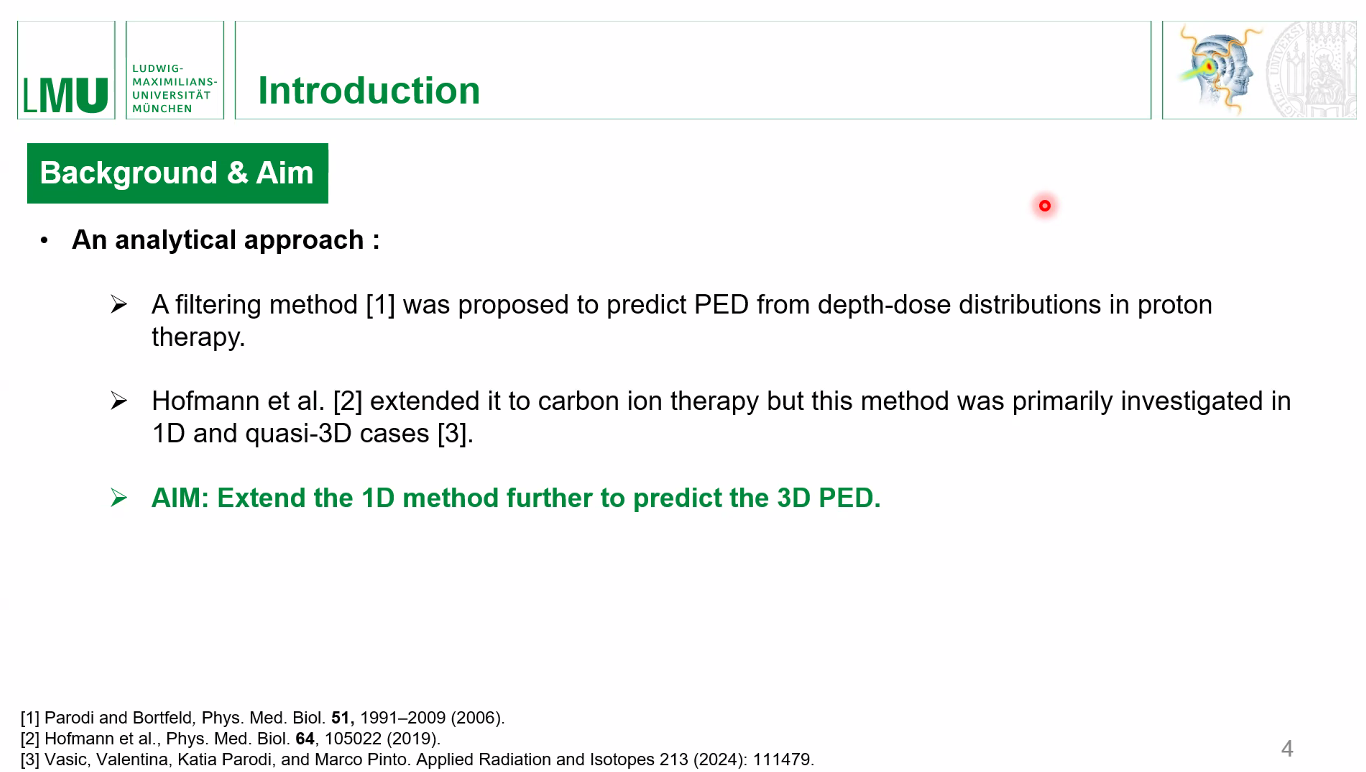 LMU
LUDWIG-
MAXIMILIANS-
UNIVERSITÄT
MÜNCHEN
Introduction
Background & Aim
• An analytical approach :
➢ A filtering method [1] was proposed to predict PED from depth-dose distributions in proton
therapy.
➢ Hofmann et al. [2] extended it to carbon ion therapy but this method was primarily investigated in
1D and quasi-3D cases [3].
➢ AIM: Extend the 1D method further to predict the 3D PED.
[1] Parodi and Bortfeld, Phys. Med. Biol. 51, 1991–2009 (2006).
[2] Hofmann et al., Phys. Med. Biol. 64, 105022 (2019).
[3] Vasic, Valentina, Katia Parodi, and Marco Pinto. Applied Radiation and Isotopes 213 (2024): 111479.
4